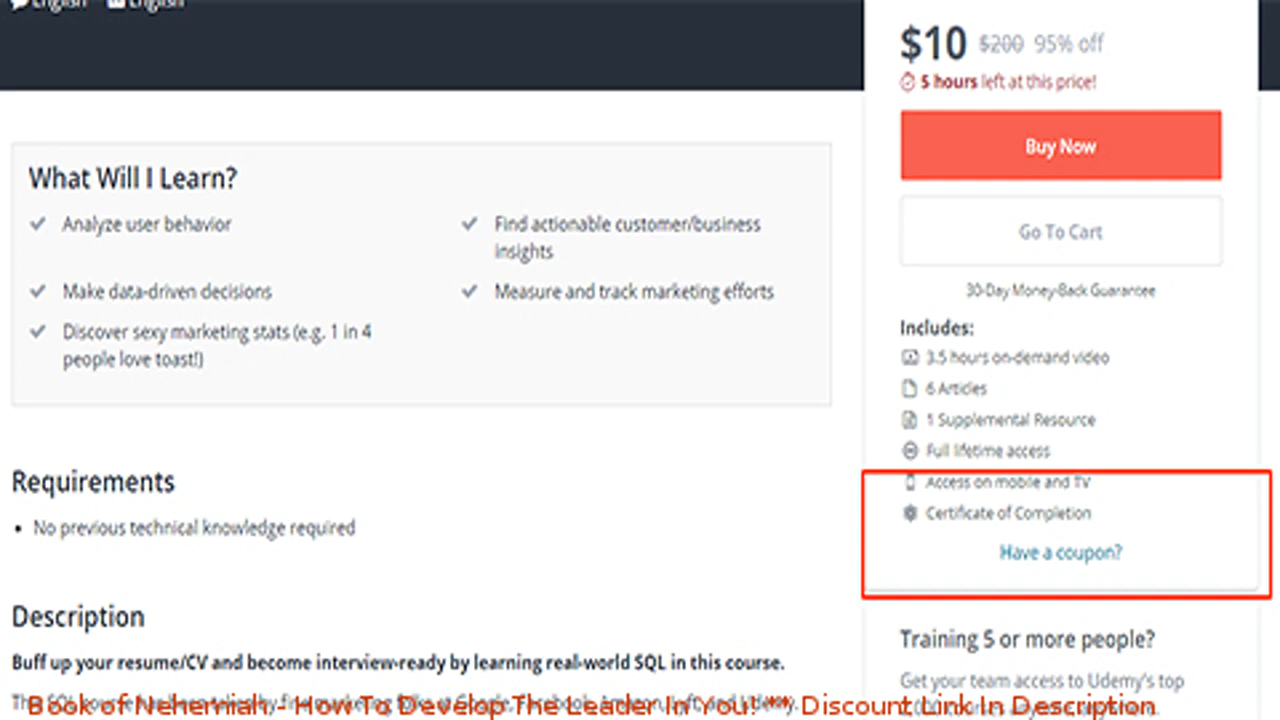 English English
$10 $200 95% off
5 hours left at this price!
Buy Now
Go To Cart
30-Day Money-Back Guarantee
Includes:
3.5 hours on-demand video
6 Articles
1 Supplemental Resource
Full lifetime access
Access on mobile and TV
Certificate of Completion
Have a coupon?
Training 5 or more people?
Get your team access to Udemy's top
What Will I Learn?
Analyze user behavior
Find actionable customer/business
insights
Make data-driven decisions
Measure and track marketing efforts
Discover sexy marketing stats (e.g. 1 in 4
people love toast!)
Requirements
• No previous technical knowledge required
Description
Buff up your resume/CV and become interview-ready by learning real-world SQL in this course.
Book of Nehemiah - How To Develop The Leader In You! *** Discount Link In Description